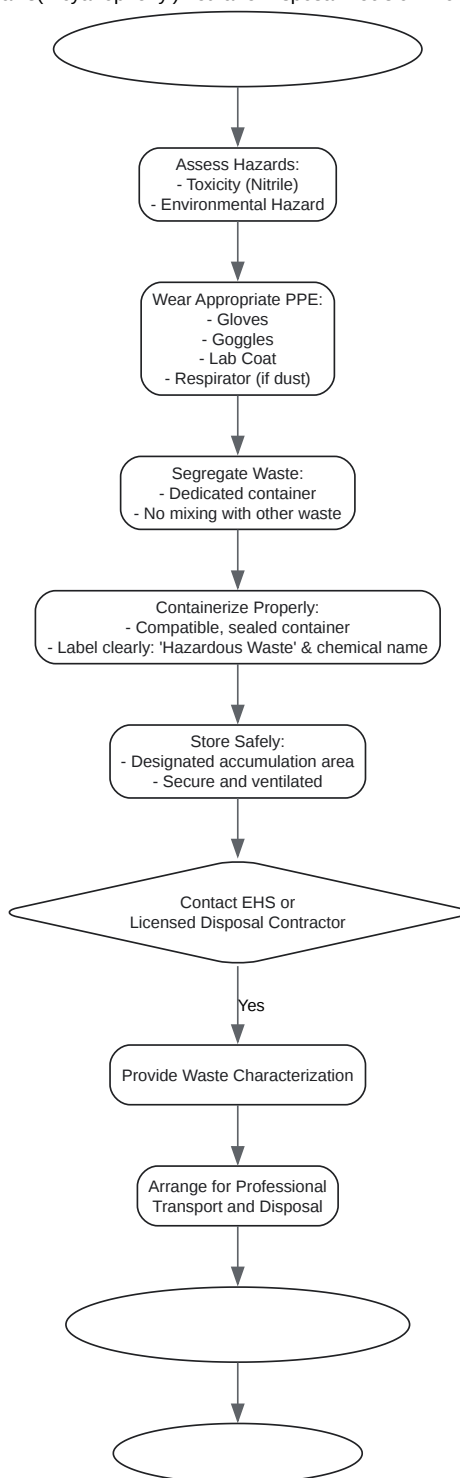 Assess Hazards:
- Toxicity (Nitrile)
- Environmental Hazard
Wear Appropriate PPE:
- Gloves
- Goggles
- Lab Coat
- Respirator (if dust)
Segregate Waste:
- Dedicated container
- No mixing with other waste
Containerize Properly:
- Compatible, sealed container
- Label clearly: 'Hazardous Waste' & chemical name
Store Safely:
- Designated accumulation area
- Secure and ventilated
Contact EHS or
Licensed Disposal Contractor
Yes
Provide Waste Characterization
Arrange for Professional
Transport and Disposal